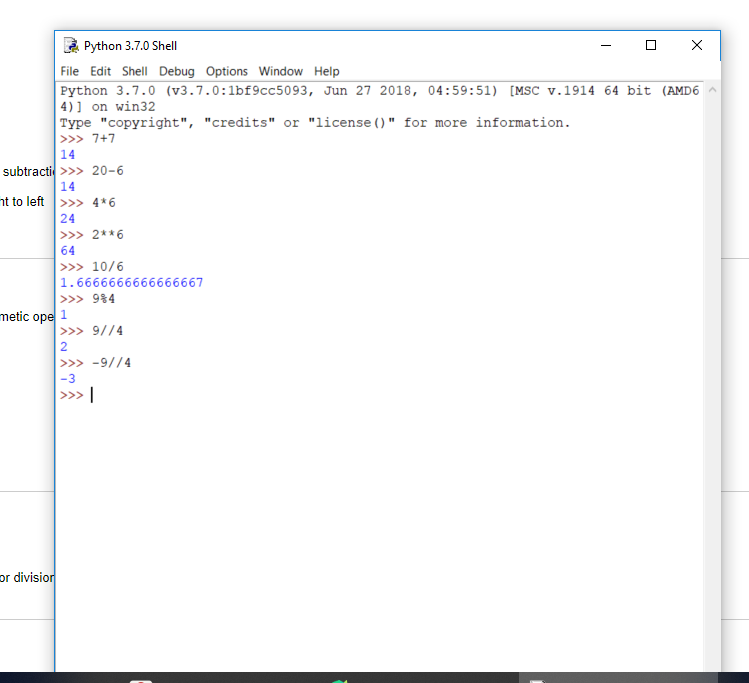 Python 3.7.0 Shell
File Edit Shell Debug Options Window Help
Python 3.7.0 (v3.7.0:1bf9cc5093, Jun 27 2018, 04:59:51) [MSC v.1914 64 bit (AMD6
4)] on win32
Type "copyright", "credits" or "license()" for more information.
>>> 7+7
14
subtracti
>>> 20-6
14
ht to left
>>> 4*6
24
>>> 2**6
64
>>> 10/6
1.6666666666666667
>>> 9%4
metic ope
1
>>> 9//4
2
>>> -9//4
-3
>>>
or division